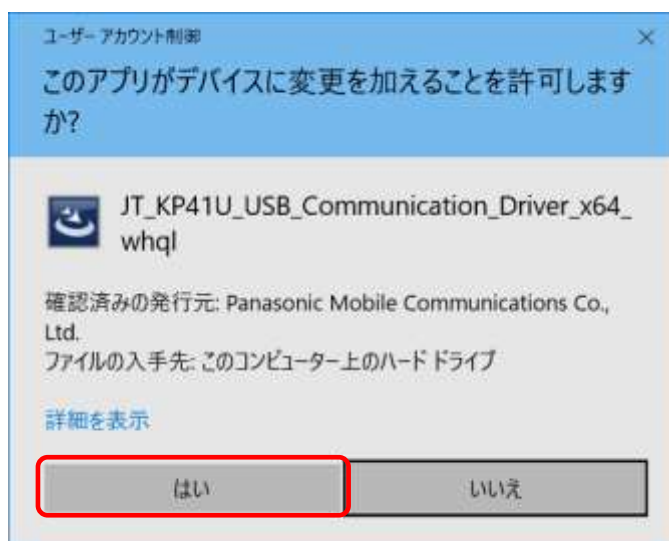 ユーザー アカウント制御
このアプリがデバイスに変更を加えることを許可します
か?
JT_KP41U_USB_Communication_Driver_x64_
whql
確認済みの発行元: Panasonic Mobile Communications Co.,
Ltd.
ファイルの入手先: このコンピューター上のハード ドライブ
詳細を表示
はい
いいえ